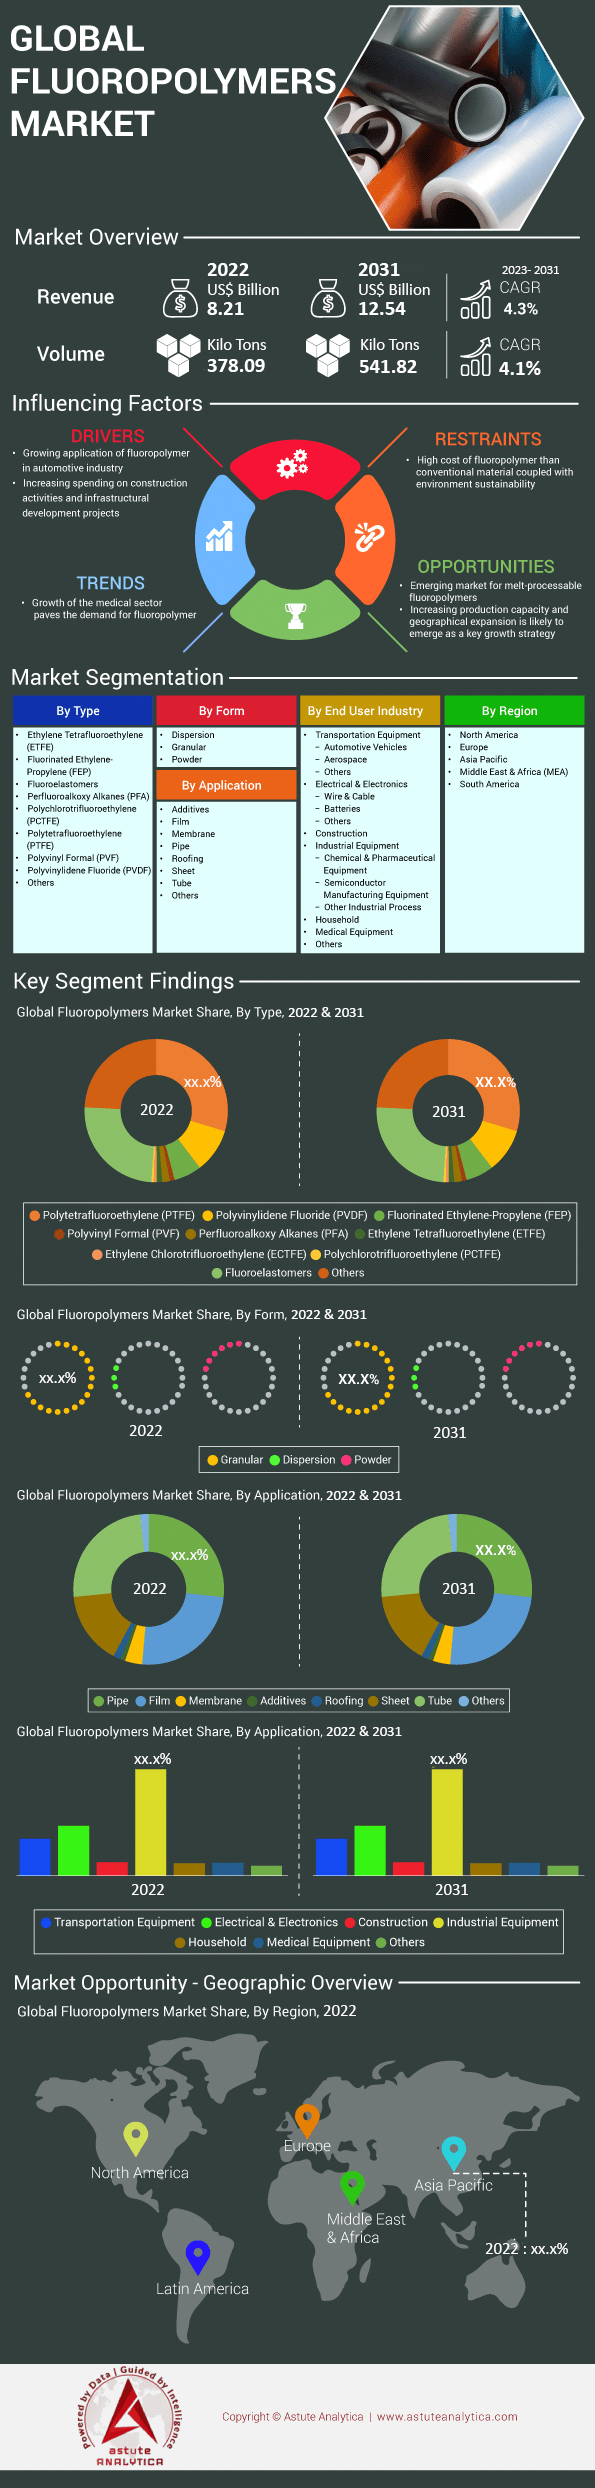 GLOBAL
FLUOROPOLYMERS
MARKET
Market Overview
Revenue
2022
US$ Billion
8.21
2031
US$ Billion
12.54
2023- 2031
CAGR
4.3%
Volume
Kilo Tons
378.09
Kilo Tons
541.82
CAGR
4.1%
Influencing Factors
DRIVERS
• Growing application of fluoropolymer
in automotive industry
• Increasing spending on construction
activities and infrastructural
development projects
RESTRAINTS
• High cost of fluoropolymer than
conventional material coupled with
environment sustainability
TRENDS
• Growth of the medical sector
paves the demand for fluoropolymer
OPPORTUNITIES
• Emerging market for melt-processable
fluoropolymers
• Increasing production capacity and
geographical expansion is likely to
emerge as a key growth strategy
Market Segmentation
By Type
• Ethylene Tetrafluoroethylene
(ETFE)
• Fluorinated Ethylene-
Propylene (FEP)
• Fluoroelastomers
• Perfluoroalkoxy Alkanes (PFA)
• Polychlorotrifluoroethylene
(PCTFE)
• Polytetrafluoroethylene
(PTFE)
• Polyvinyl Formal (PVF)
• Polyvinylidene Fluoride (PVDF)
• Others
By Form
• Dispersion
• Granular
• Powder
By Application
• Additives
• Film
• Membrane
• Pipe
• Roofing
• Sheet
• Tube
• Others
By End User Industry
• Transportation Equipment
– Automotive Vehicles
– Aerospace
– Others
• Electrical & Electronics
– Wire & Cable
– Batteries
– Others
• Construction
• Industrial Equipment
– Chemical & Pharmaceutical
Equipment
– Semiconductor
Manufacturing Equipment
– Other Industrial Process
• Household
• Medical Equipment
• Others
By Region
• North America
• Europe
• Asia Pacific
• Middle East & Africa (MEA)
• South America
Key Segment Findings
Global Fluoropolymers Market Share, By Type, 2022 & 2031
xx.x%
2022
XX.X%
2031
Polytetrafluoroethylene (PTFE) Polyvinylidene Fluoride (PVDF) Fluorinated Ethylene-Propylene (FEP)
Polyvinyl Formal (PVF) Perfluoroalkoxy Alkanes (PFA) Ethylene Tetrafluoroethylene (ETFE)
Ethylene Chlorotrifluoroethylene (ECTFE) Polychlorotrifluoroethylene (PCTFE)
Fluoroelastomers Others
Global Fluoropolymers Market Share, By Form, 2022 & 2031
xx.x%
XX.X%
2022
2031
Granular Dispersion Powder
Global Fluoropolymers Market Share, By Application, 2022 & 2031
xx.x%
2022
XX.X%
2031
Pipe Film Membrane Additives Roofing Sheet Tube Others
Global Fluoropolymers Market Share, By Application, 2022 & 2031
xx.x%
xx.x%
2022
2031
Transportation Equipment Electrical & Electronics Construction Industrial Equipment
Household Medical Equipment Others
Market Opportunity - Geographic Overview
Global Fluoropolymers Market Share, By Region, 2022
Europe
North America
Asia Pacific
Middle East
& Africa
2022 : xx.x%
Latin America
Powered by Data | Guided by Intelligence
astute
ANALYTICA
Copyright © Astute Analytica | www.astuteanalytica.com